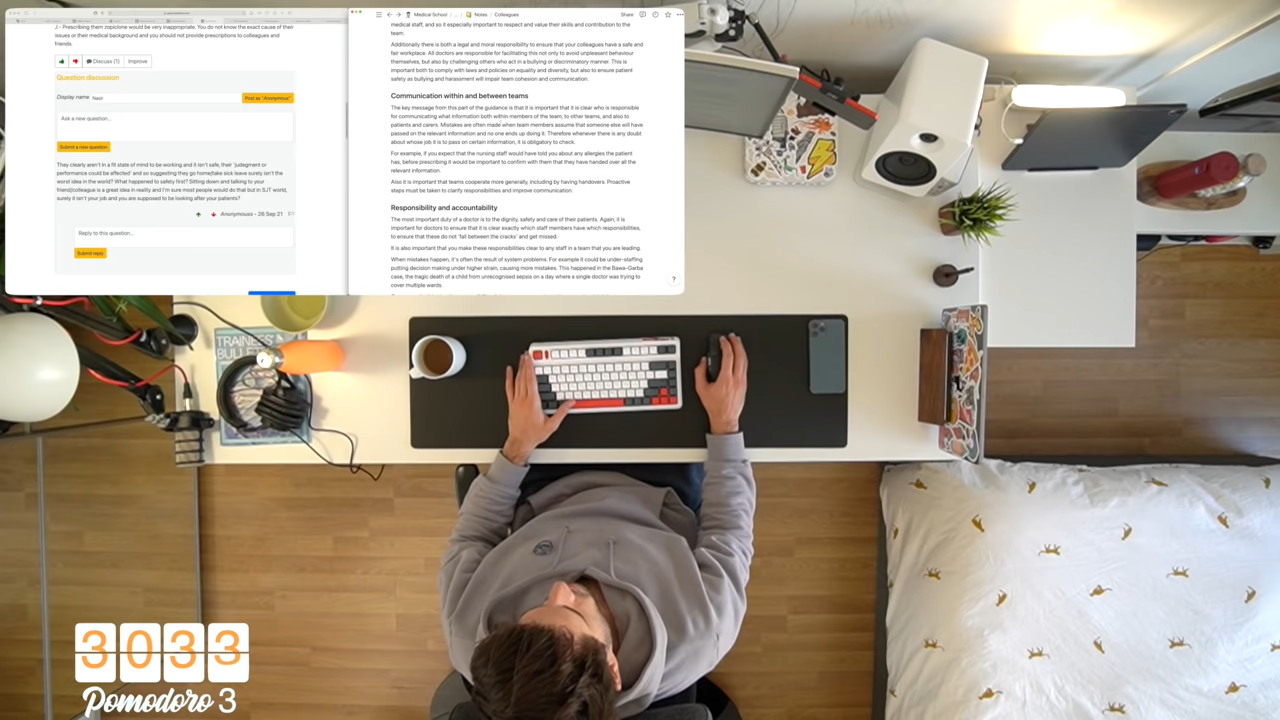 J - Prescribing them zopiclone would be very inappropriate. You do not know the exact cause of their
issues or their medical background and you should not provide prescriptions to colleagues and
friends.
Discuss (1)
Improve
Question discussion
Display name
Nasir
Post as "Anonymous"
Ask a new question...
Submit a new question
They clearly aren't in a fit state of mind to be working and it isn't safe, their 'judegment or
performance could be affected' and so suggesting they go home/take sick leave surely isn't the
worst idea in the world? What happened to safety first? Sitting down and talking to your
friend/colleague is a great idea in reality and I'm sure most people would do that but in SJT world,
surely it isn't your job and you are supposed to be looking after your patients?
Anonymouss - 26 Sep 21
Reply to this question...
Submit reply
Medical School / ... / Notes / Colleagues
Share
medical staff, and so it especially important to respect and value their skills and contribution to the
team.
Additionally there is both a legal and moral responsibility to ensure that your colleagues have a safe and
fair workplace. All doctors are responsible for facilitating this not only to avoid unpleasant behaviour
themselves, but also by challenging others who act in a bullying or discriminatory manner. This is
important both to comply with laws and policies on equality and diversity, but also to ensure patient
safety as bullying and harassment will impair team cohesion and communication.
Communication within and between teams
The key message from this part of the guidance is that it is important that it is clear who is responsible
for communicating what information both within members of the team, to other teams, and also to
patients and carers. Mistakes are often made when team members assume that someone else will have
passed on the relevant information and no one ends up doing it. Therefore whenever there is any doubt
about whose job it is to pass on certain information, it is obligatory to check.
For example, if you expect that the nursing staff would have told you about any allergies the patient
has, before prescribing it would be important to confirm with them that they have handed over all the
relevant information.
Also it is important that teams cooperate more generally, including by having handovers. Proactive
steps must be taken to clarify responsibilities and improve communication.
Responsibility and accountability
The most important duty of a doctor is to the dignity, safety and care of their patients. Again, it is
important for doctors to ensure that it is clear exactly which staff members have which responsibilities,
to ensure that these do not 'fall between the cracks' and get missed.
It is also important that you make these responsibilities clear to any staff in a team that you are leading.
When mistakes happen, it's often the result of system problems. For example it could be under-staffing
putting decision making under higher strain, causing more mistakes. This happened in the Bawa-Garba
case, the tragic death of a child from unrecognised sepsis on a day where a single doctor was trying to
cover multiple wards.
?
TRAINES
BULLET
3033
Pomodoro 3